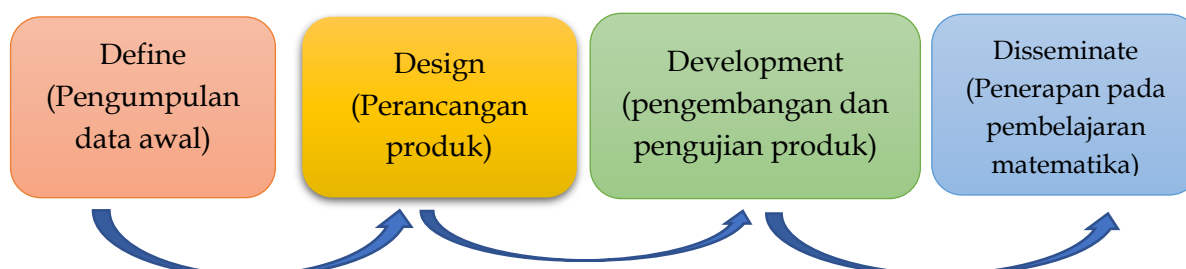 Define
(Pengumpulan
data awal)
Design
(Perancangan
produk)
Development
(pengembangan dan
pengujian produk)
Disseminate
(Penerapan pada
pembelajaran
matematika)